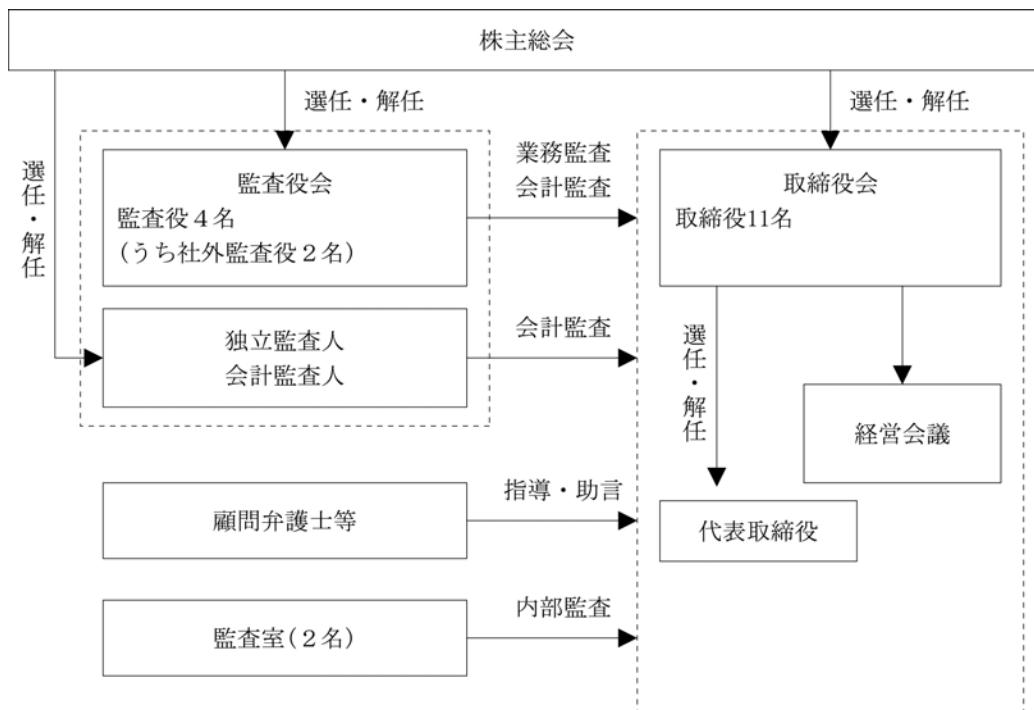 株主総会
選任・解任
選任・解任
選任・解任
監査役会
監査役４名
(うち社外監査役２名)
業務監査
会計監査
取締役会
取締役11名
独立監査人
会計監査人
会計監査
選任・解任
経営会議
顧問弁護士等
指導・助言
代表取締役
監査室(２名)
内部監査